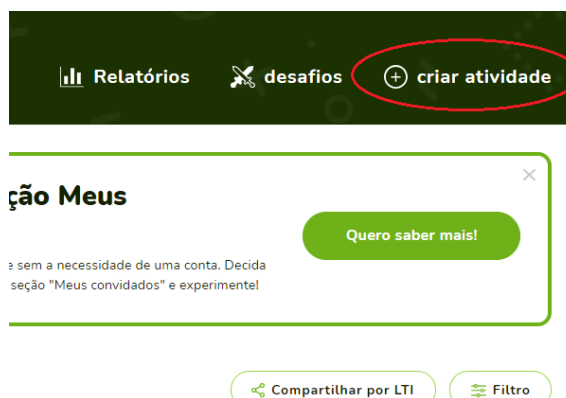 Relatórios desafios criar atividade
ção Meus
Quero saber mais!
e sem a necessidade de uma conta. Decida
seção "Meus convidados" e experimente!
Compartilhar por LTI Filtro